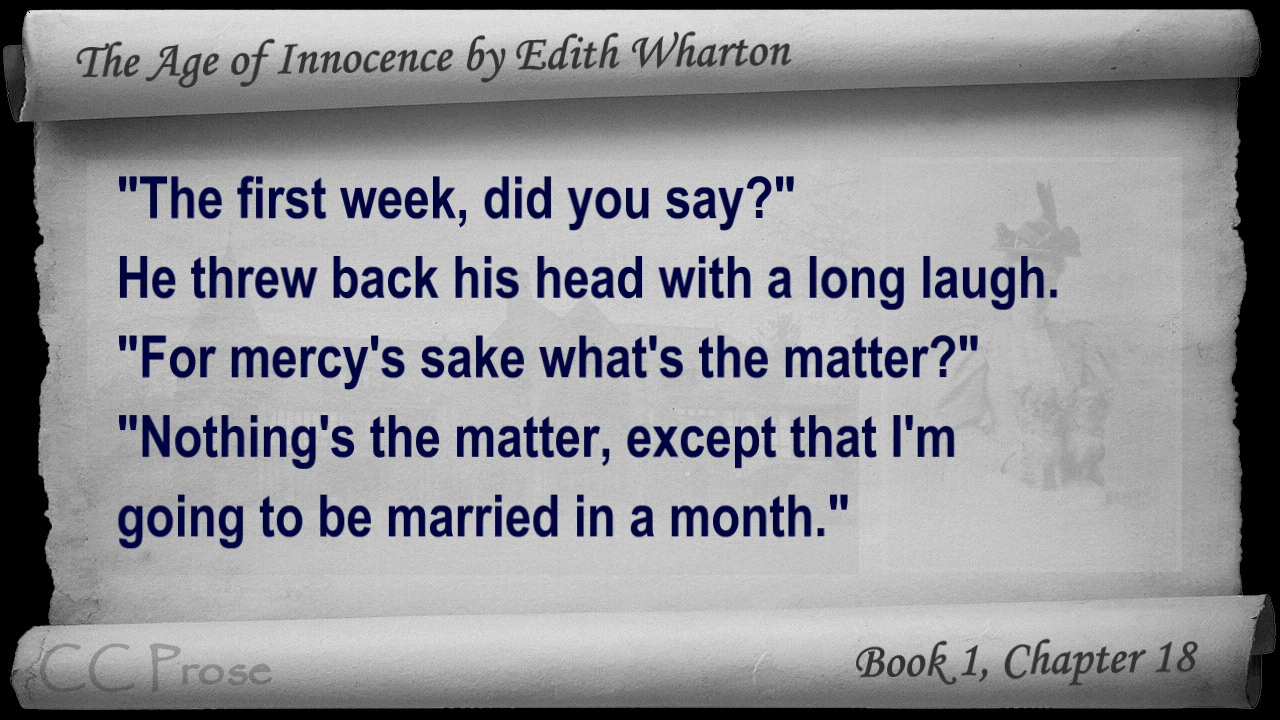 The Age of Innocence by Edith Wharton
"The first week, did you say?"
He threw back his head with a long laugh.
"For mercy's sake what's the matter?"
"Nothing's the matter, except that I'm
going to be married in a month."
CC Prose
Book 1, Chapter 18